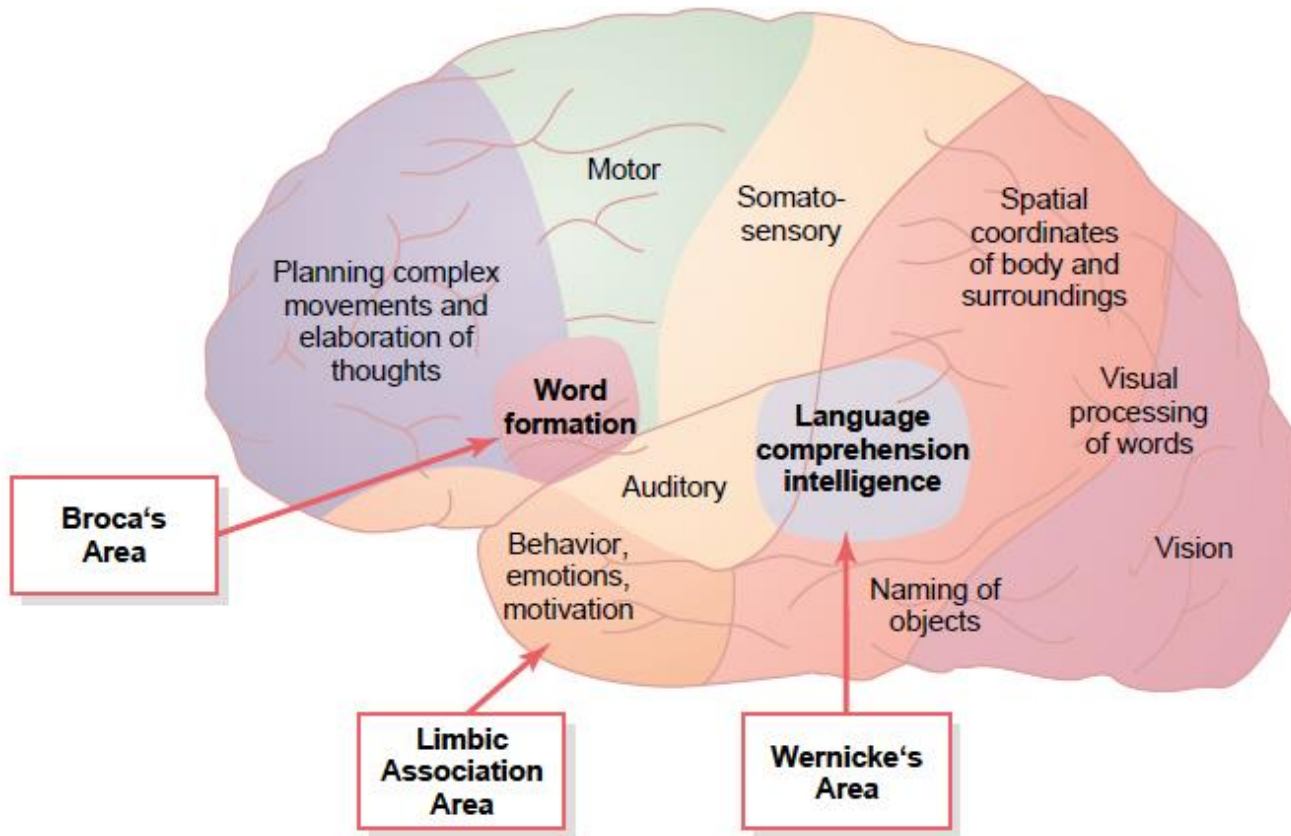 Motor
Somato-
sensory
Spatial
coordinates
of body and
surroundings
Planning complex
movements and
elaboration of
thoughts
Word
formation
Language
comprehension
intelligence
Visual
processing
of words
Auditory
Broca‘s
Area
Behavior,
emotions,
motivation
Vision
Naming of
objects
Limbic
Association
Area
Wernicke‘s
Area